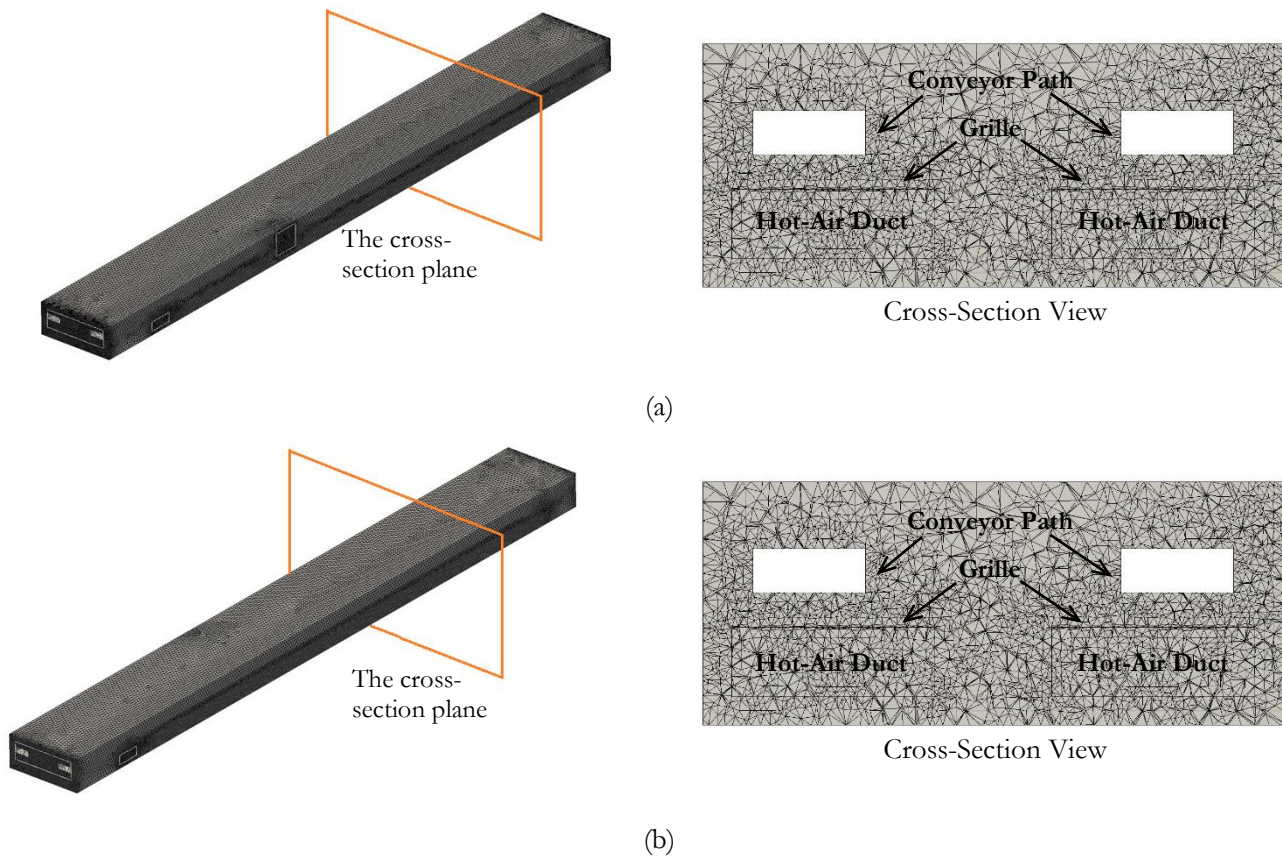 The cross-
section plane
Conveyor Path
Grille
Hot-Air Duct
Hot-Air Duct
Cross-Section View
(a)
The cross-
section plane
Conveyor Path
Grille
Hot-Air Duct
Hot-Air Duct
Cross-Section View
(b)